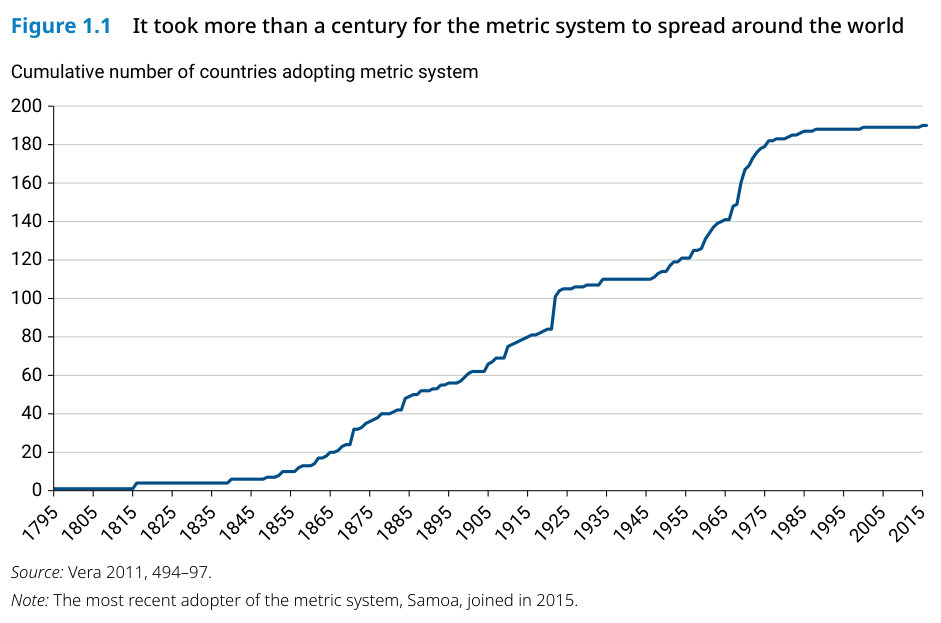 Figure 1.1 It took more than a century for the metric system to spread around the world
Cumulative number of countries adopting metric system
200
180
160
140
120
100
80
60
40
20
0
1795 1805 1815 1825 1835 1845 1855 1865 1875 1885 1895 1905 1915 1925 1935 1945 1955 1965 1975 1985 1995 2005 2015
Source: Vera 2011, 494–97.
Note: The most recent adopter of the metric system, Samoa, joined in 2015.